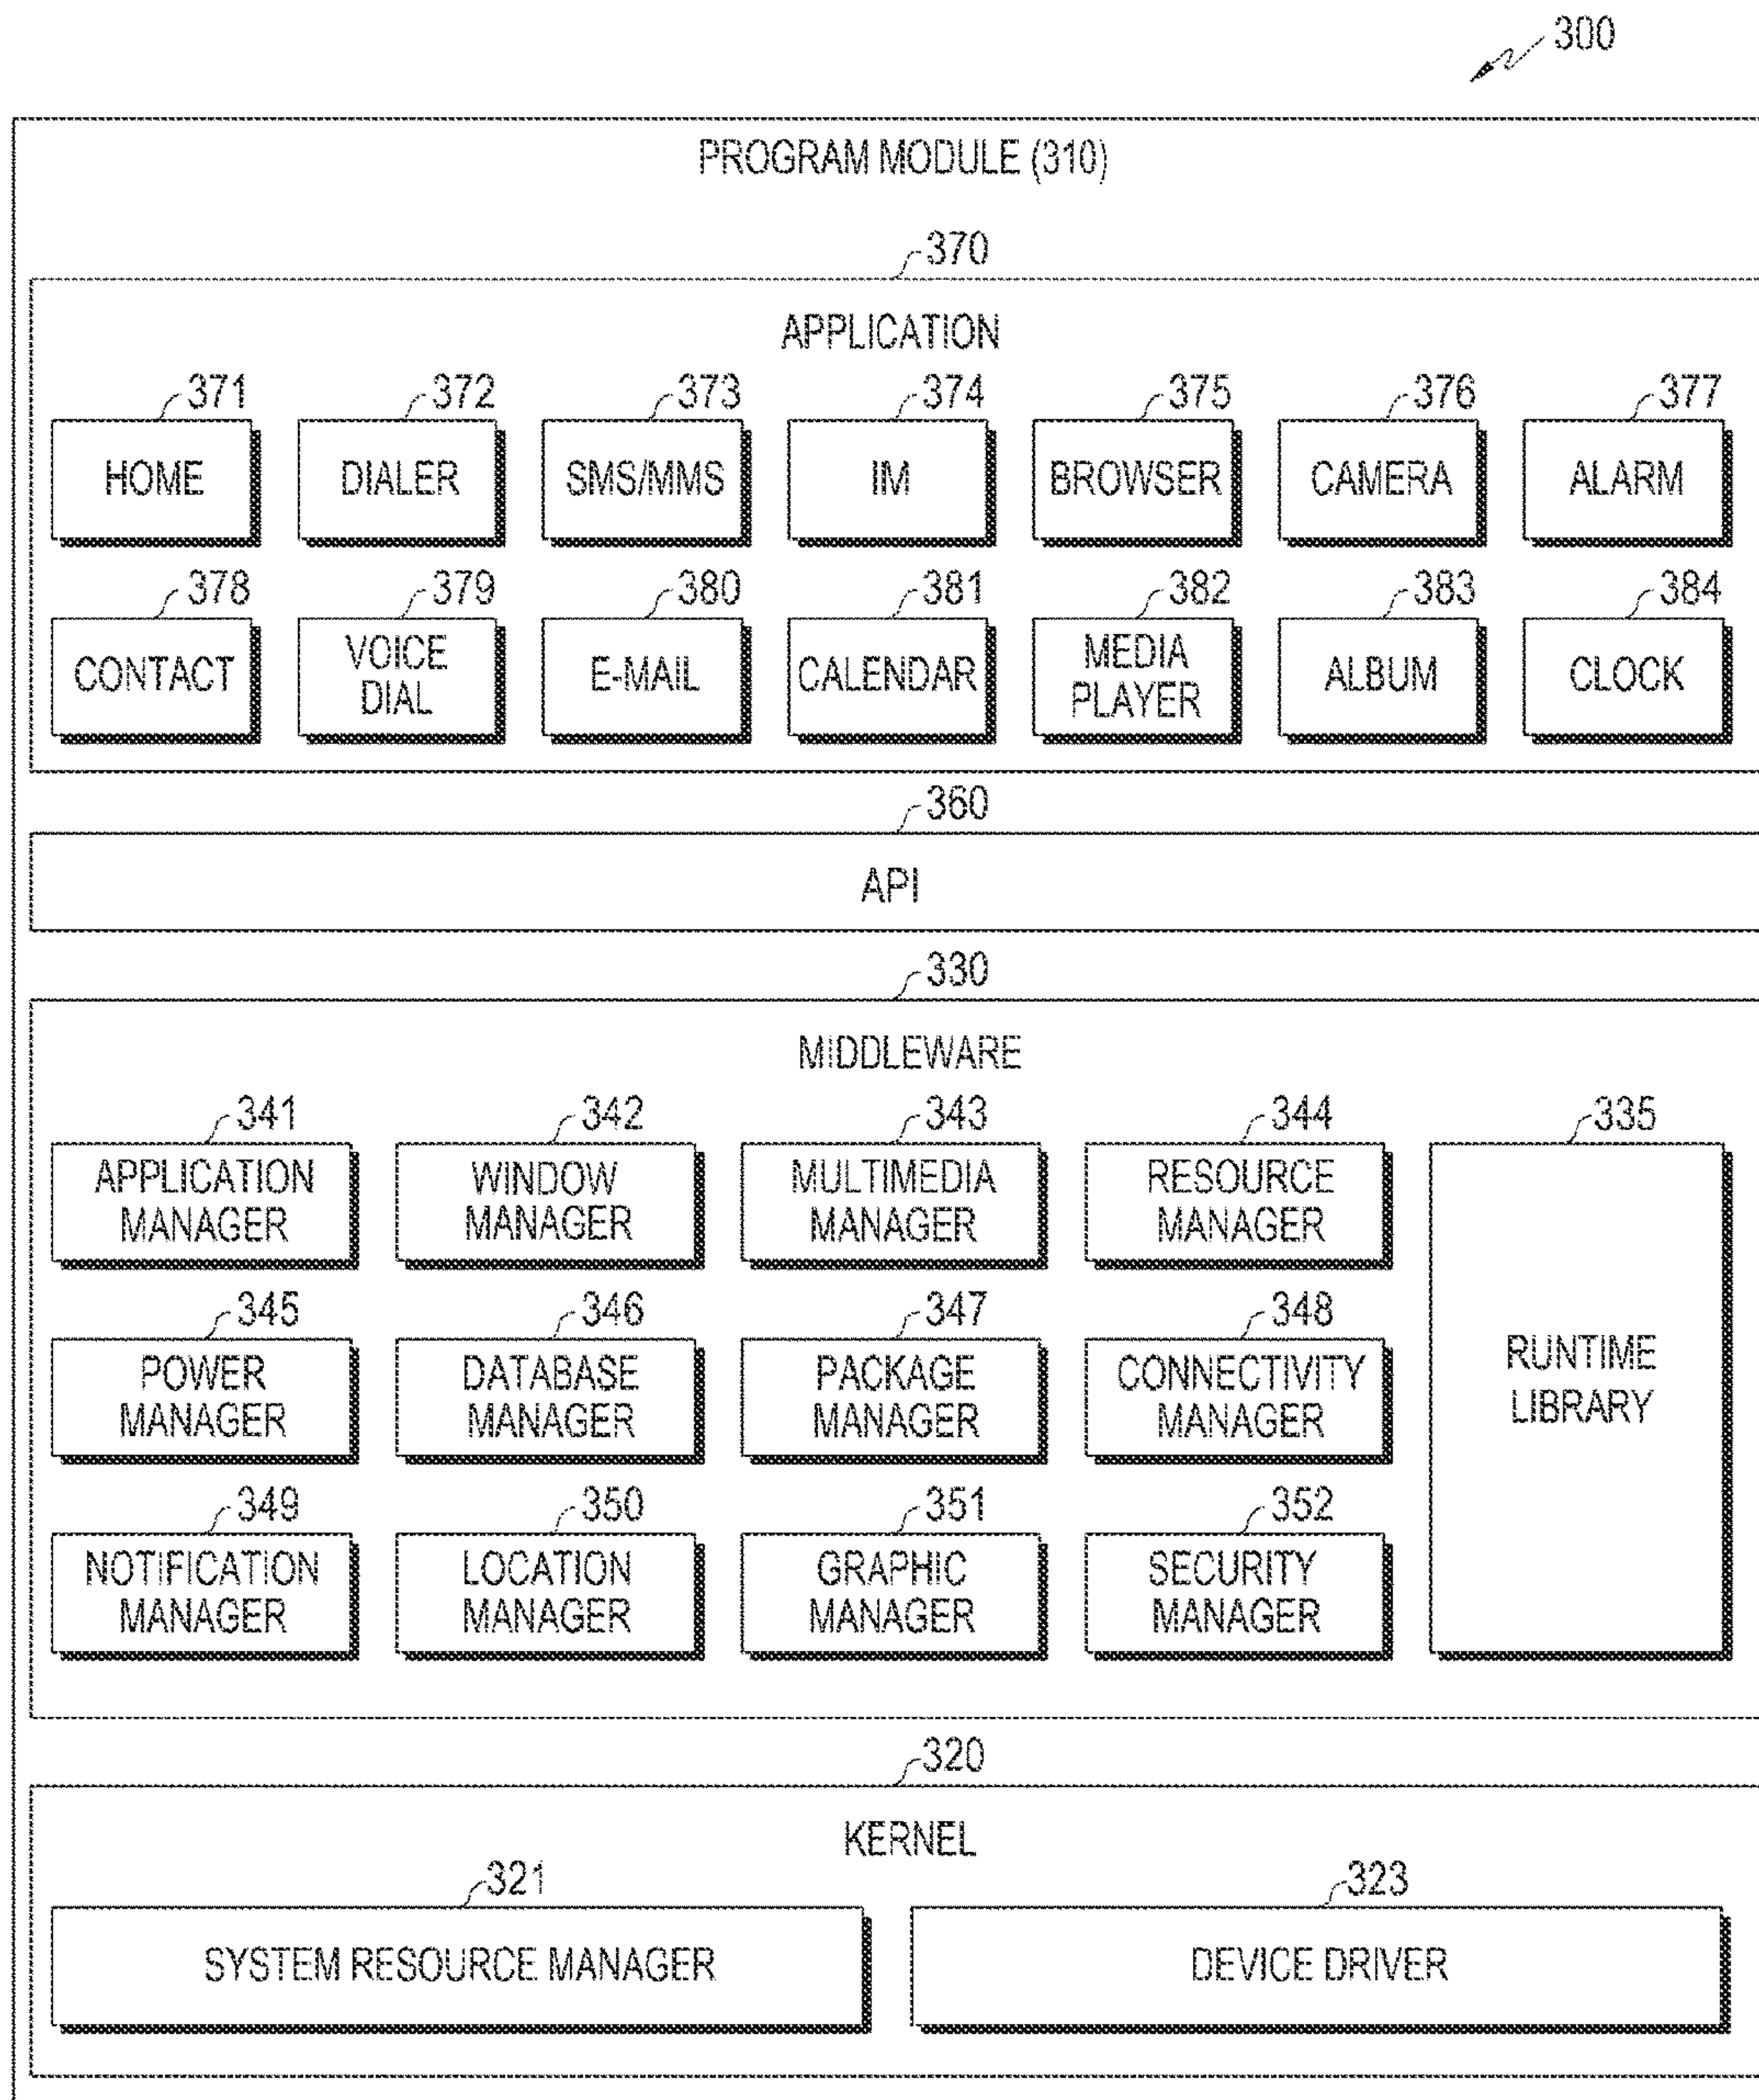 300
PROGRAM MODULE (310)
370
APPLICATION
371 372 373 374 375 376 377
HOME DIALER SMS/MMS IM BROWSER CAMERA ALARM
378 379 380 381 382 383 384
CONTACT VOICE DIAL E-MAIL CALENDAR MEDIA PLAYER ALBUM CLOCK
360
API
330
MIDDLEWARE
341 342 343 344 335
APPLICATION WINDOW MULTIMEDIA RESOURCE
MANAGER MANAGER MANAGER MANAGER
345 346 347 348
POWER DATABASE PACKAGE CONNECTIVITY RUNTIME
MANAGER MANAGER MANAGER MANAGER LIBRARY
349 350 351 352
NOTIFICATION LOCATION GRAPHIC SECURITY
MANAGER MANAGER MANAGER MANAGER
320
KERNEL
321 323
SYSTEM RESOURCE MANAGER DEVICE DRIVER